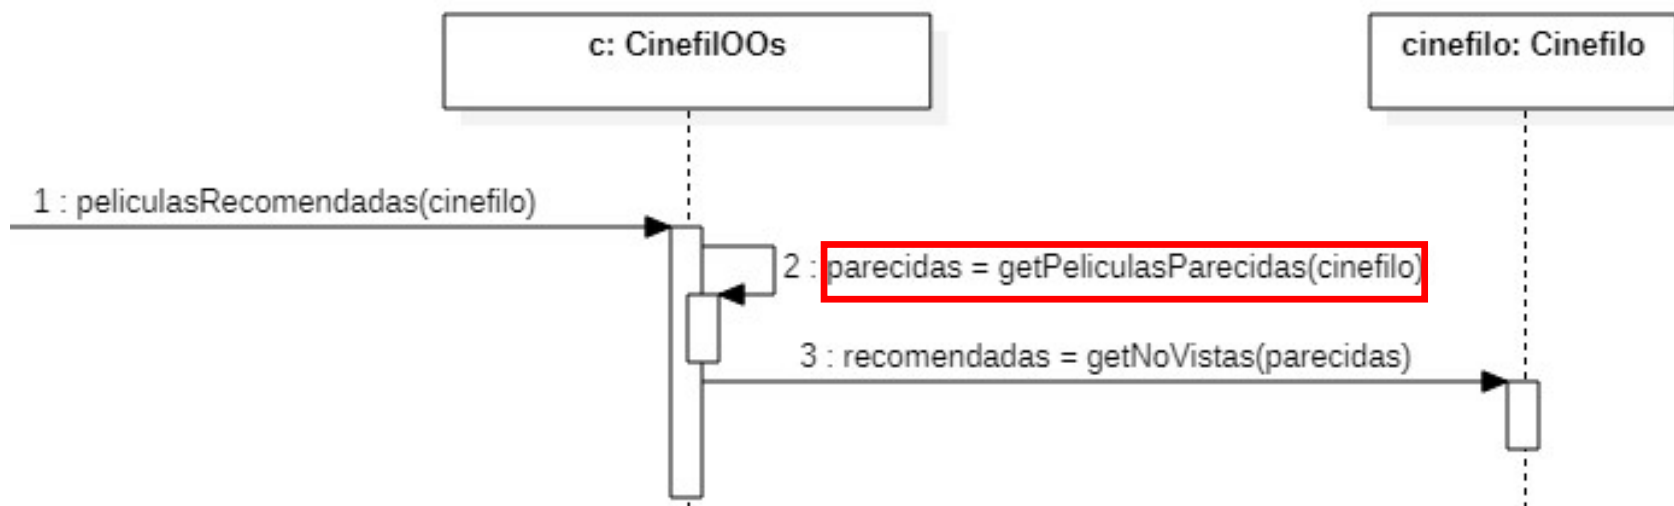 c: CinefilOOs
cinefilo: Cinefilo
1 : peliculasRecomendadas(cinefilo)
2 : parecidas = getPeliculasParecidas(cinefilo)
3 : recomendadas = getNoVistas(parecidas)